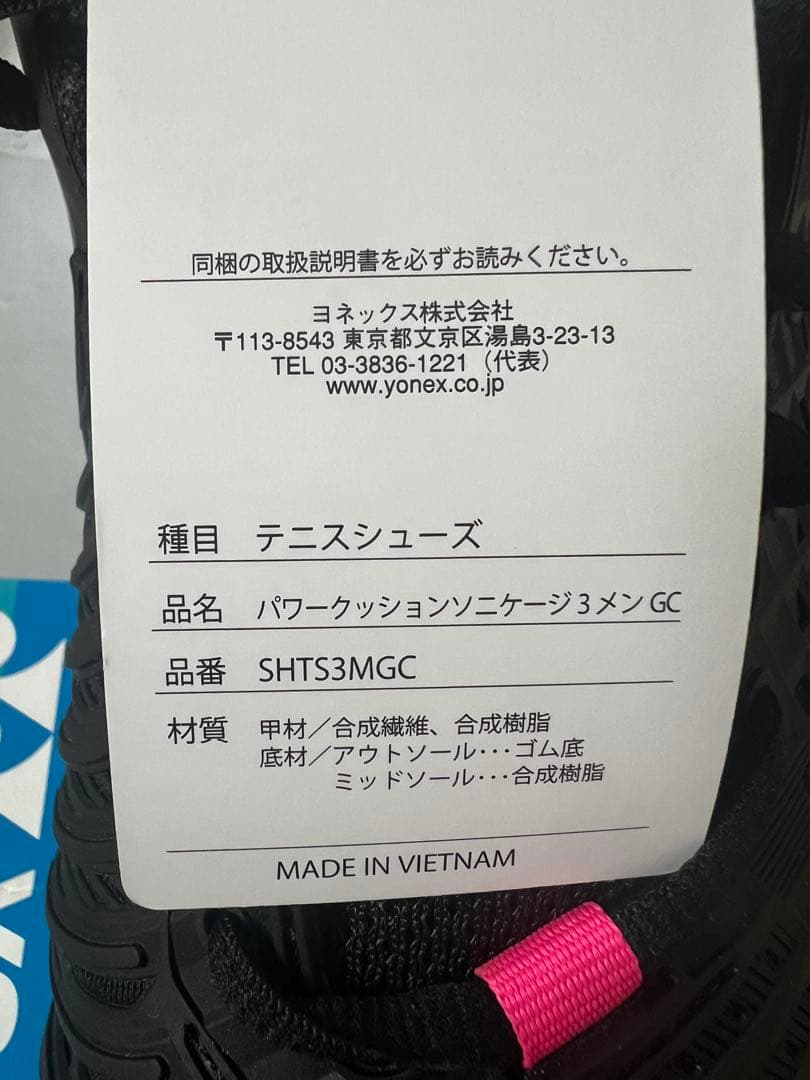 同梱の取扱説明書を必ずお読みください。
ヨネックス株式会社
〒113-8543 東京都文京区湯島3-23-13
TEL 03-3836-1221（代表）
www.yonex.co.jp
種目 テニスシューズ
品名 パワークッションソニケージ3メンGC
品番 SHTS3MGC
材質 甲材／合成繊維、合成樹脂
底材／アウトソール･･･ゴム底
ミッドソール･･･合成樹脂
MADE IN VIETNAM